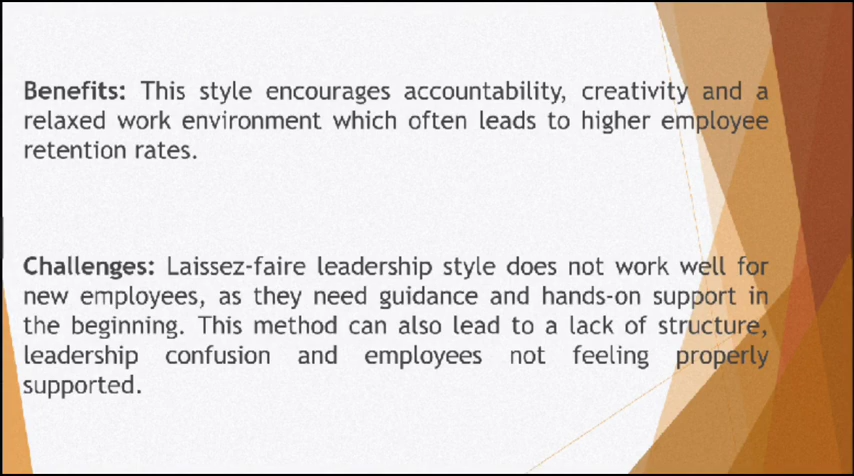 Benefits: This style encourages accountability, creativity and a
relaxed work environment which often leads to higher employee
retention rates.
Challenges: Laissez-faire leadership style does not work well for
new employees, as they need guidance and hands-on support in
the beginning. This method can also lead to a lack of structure,
leadership confusion and employees not feeling properly
supported.